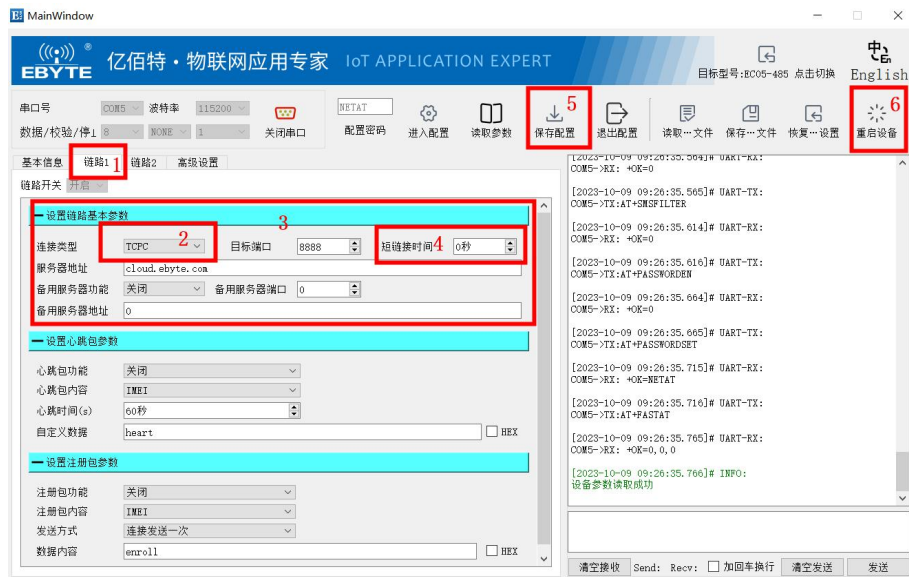 MainWindow
EBYTE ® 亿佰特·物联网应用专家 IoT APPLICATION EXPERT
目标型号:EC05-485 点击切换 English
串口号 COM5 波特率 115200
数据/校验/停⊥ 8 NONE 1 关闭串口
NETAT
配置密码 进入配置 读取参数 保存配置 5 退出配置 读取…文件 保存…文件 恢复…设置 重启设备 6
基本信息 链路1 1 链路2 高级设置
链路开关 开启
设置链路基本参数
3
连接类型 TCPC 2 目标端口 8888 短链接时间 4 0秒
服务器地址 cloud.ebyte.com
备用服务器功能 关闭 备用服务器端口 0
备用服务器地址 0
设置心跳包参数
心跳包功能 关闭
心跳包内容 IMEI
心跳时间(s) 60秒
自定义数据 heart HEX
设置注册包参数
注册包功能 关闭
注册包内容 IMEI
发送方式 连接发送一次
数据内容 enroll HEX
[2023-10-09 09:26:35.564]# UART-RX:
COM5->RX: +OK=0
[2023-10-09 09:26:35.565]# UART-TX:
COM5->TX:AT+SMSFILTER
[2023-10-09 09:26:35.614]# UART-RX:
COM5->RX: +OK=0
[2023-10-09 09:26:35.616]# UART-TX:
COM5->TX:AT+PASSWORDEN
[2023-10-09 09:26:35.664]# UART-RX:
COM5->RX: +OK=0
[2023-10-09 09:26:35.665]# UART-TX:
COM5->TX:AT+PASSWORDSET
[2023-10-09 09:26:35.715]# UART-RX:
COM5->RX: +OK=NETAT
[2023-10-09 09:26:35.716]# UART-TX:
COM5->TX:AT+FASTAT
[2023-10-09 09:26:35.765]# UART-RX:
COM5->RX: +OK=0,0,0
[2023-10-09 09:26:35.766]# INFO:
设备参数读取成功
清空接收 Send: Recv: 加回车换行 清空发送 发送